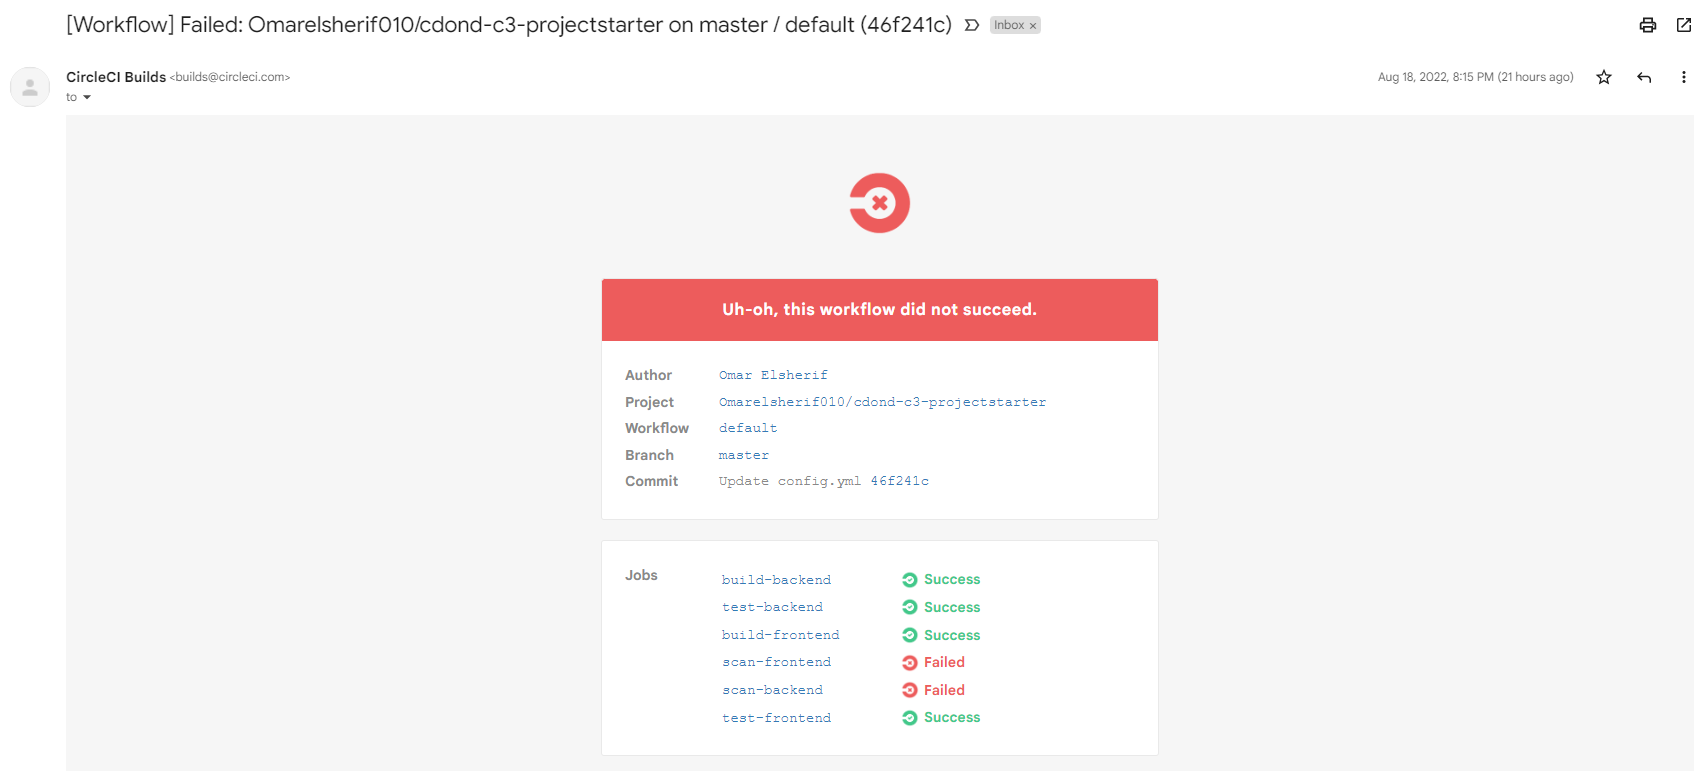 [Workflow] Failed: Omarelsherif010/cdond-c3-projectstarter on master / default (46f241c) Inbox ×
CircleCI Builds <builds@circleci.com> Aug 18, 2022, 8:15 PM (21 hours ago)
to
Uh-oh, this workflow did not succeed.
Author Omar Elsherif
Project Omarelsherif010/cdond-c3-projectstarter
Workflow default
Branch master
Commit Update config.yml 46f241c
Jobs build-backend Success
test-backend Success
build-frontend Success
scan-frontend Failed
scan-backend Failed
test-frontend Success